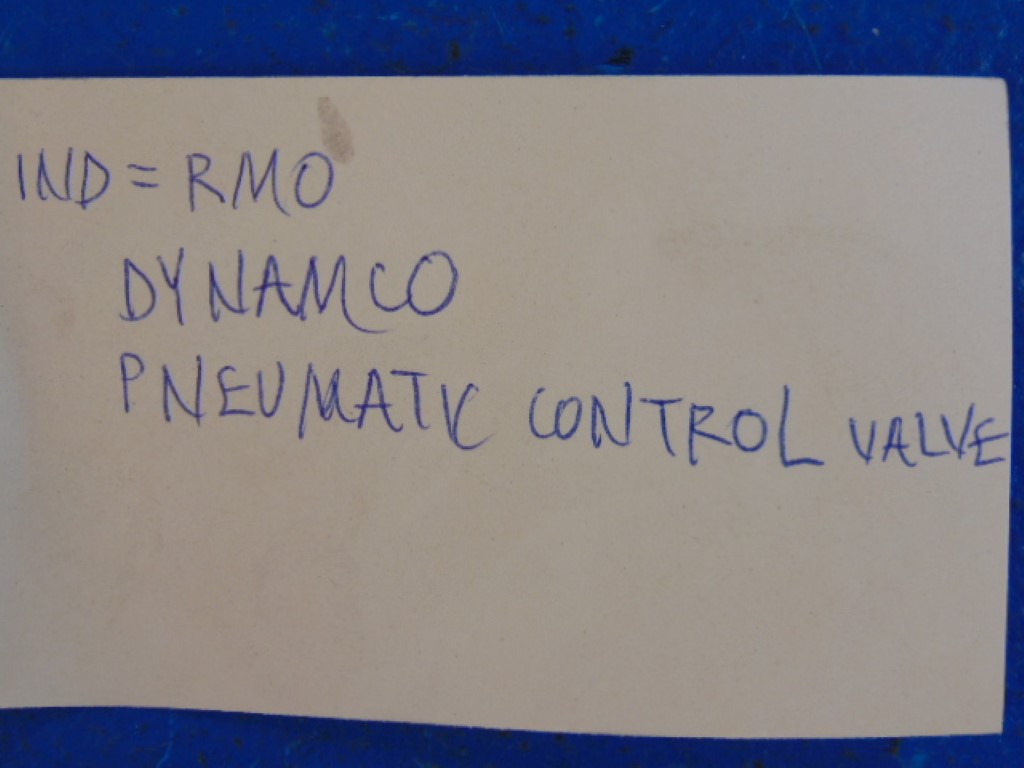 IND = RMO
DYNAMCO
PNEUMATIC CONTROL VALVE